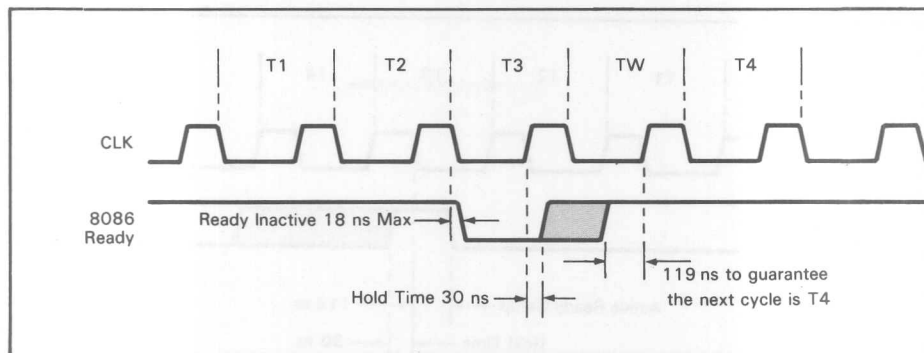 T1 T2 T3 TW T4
CLK
8086
Ready
Ready Inactive 18 ns Max
Hold Time 30 ns
119 ns to guarantee
the next cycle is T4